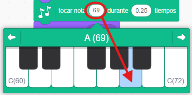 tocar nota 69 durante 0.25 tiempos
A (69)
C(60) C(72)